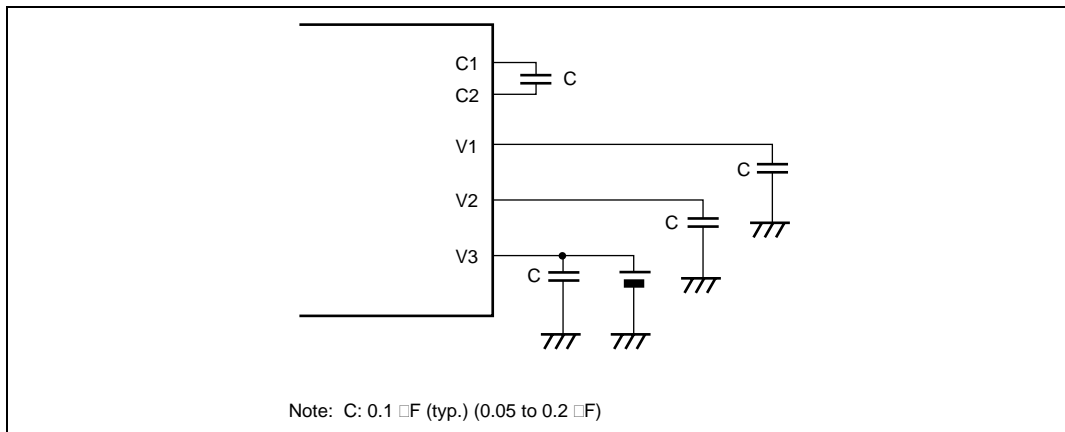 C1
C
C2
V1
C
V2
C
V3
C
Note: C: 0.1 □F (typ.) (0.05 to 0.2 □F)